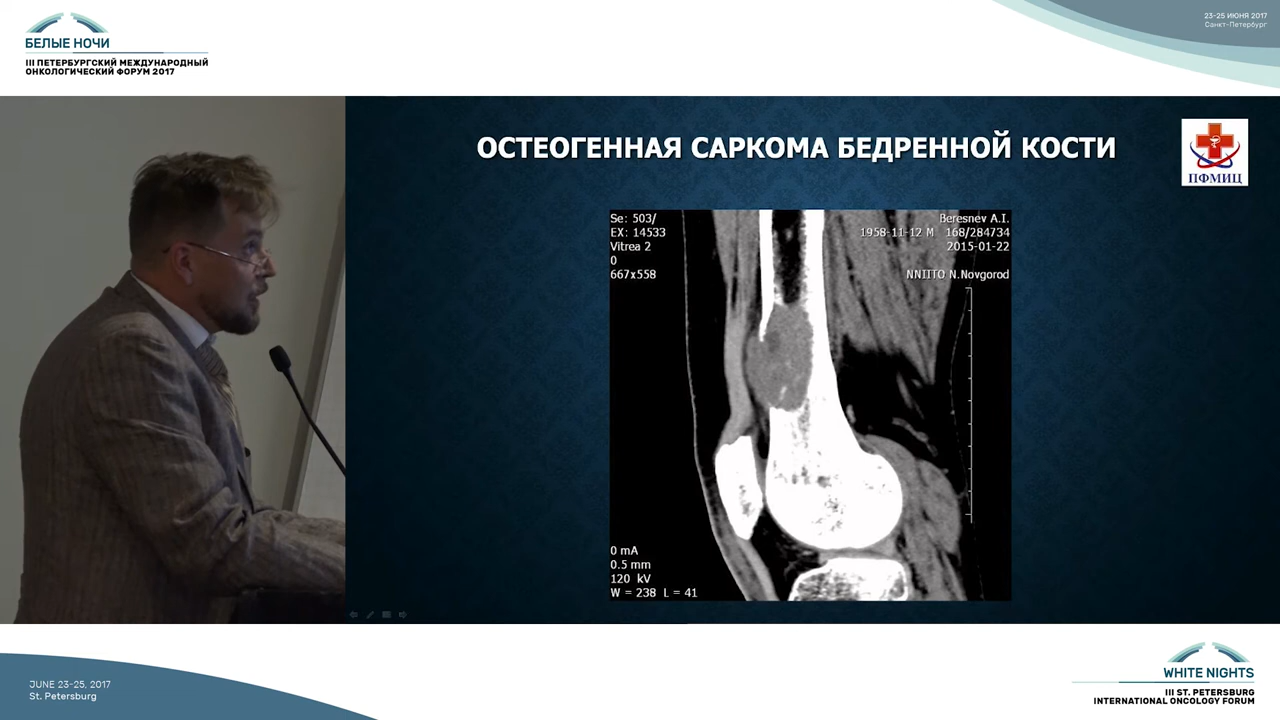 БЕЛЫЕ НОЧИ
III ПЕТЕРБУРГСКИЙ МЕЖДУНАРОДНЫЙ
ОНКОЛОГИЧЕСКИЙ ФОРУМ 2017
23-25 ИЮНЯ 2017
Санкт-Петербург
ОСТЕОГЕННАЯ САРКОМА БЕДРЕННОЙ КОСТИ
ПФМИЦ
Se: 503/
EX: 14533
Vitrea 2
0
667x558
Beresnev A.I.
1958-11-12 M 168/284734
2015-01-22
NNIITO N.Novgorod
0 mA
0.5 mm
120 kV
W = 238 L = 41
JUNE 23-25, 2017
St. Petersburg
WHITE NIGHTS
III ST. PETERSBURG
INTERNATIONAL ONCOLOGY FORUM